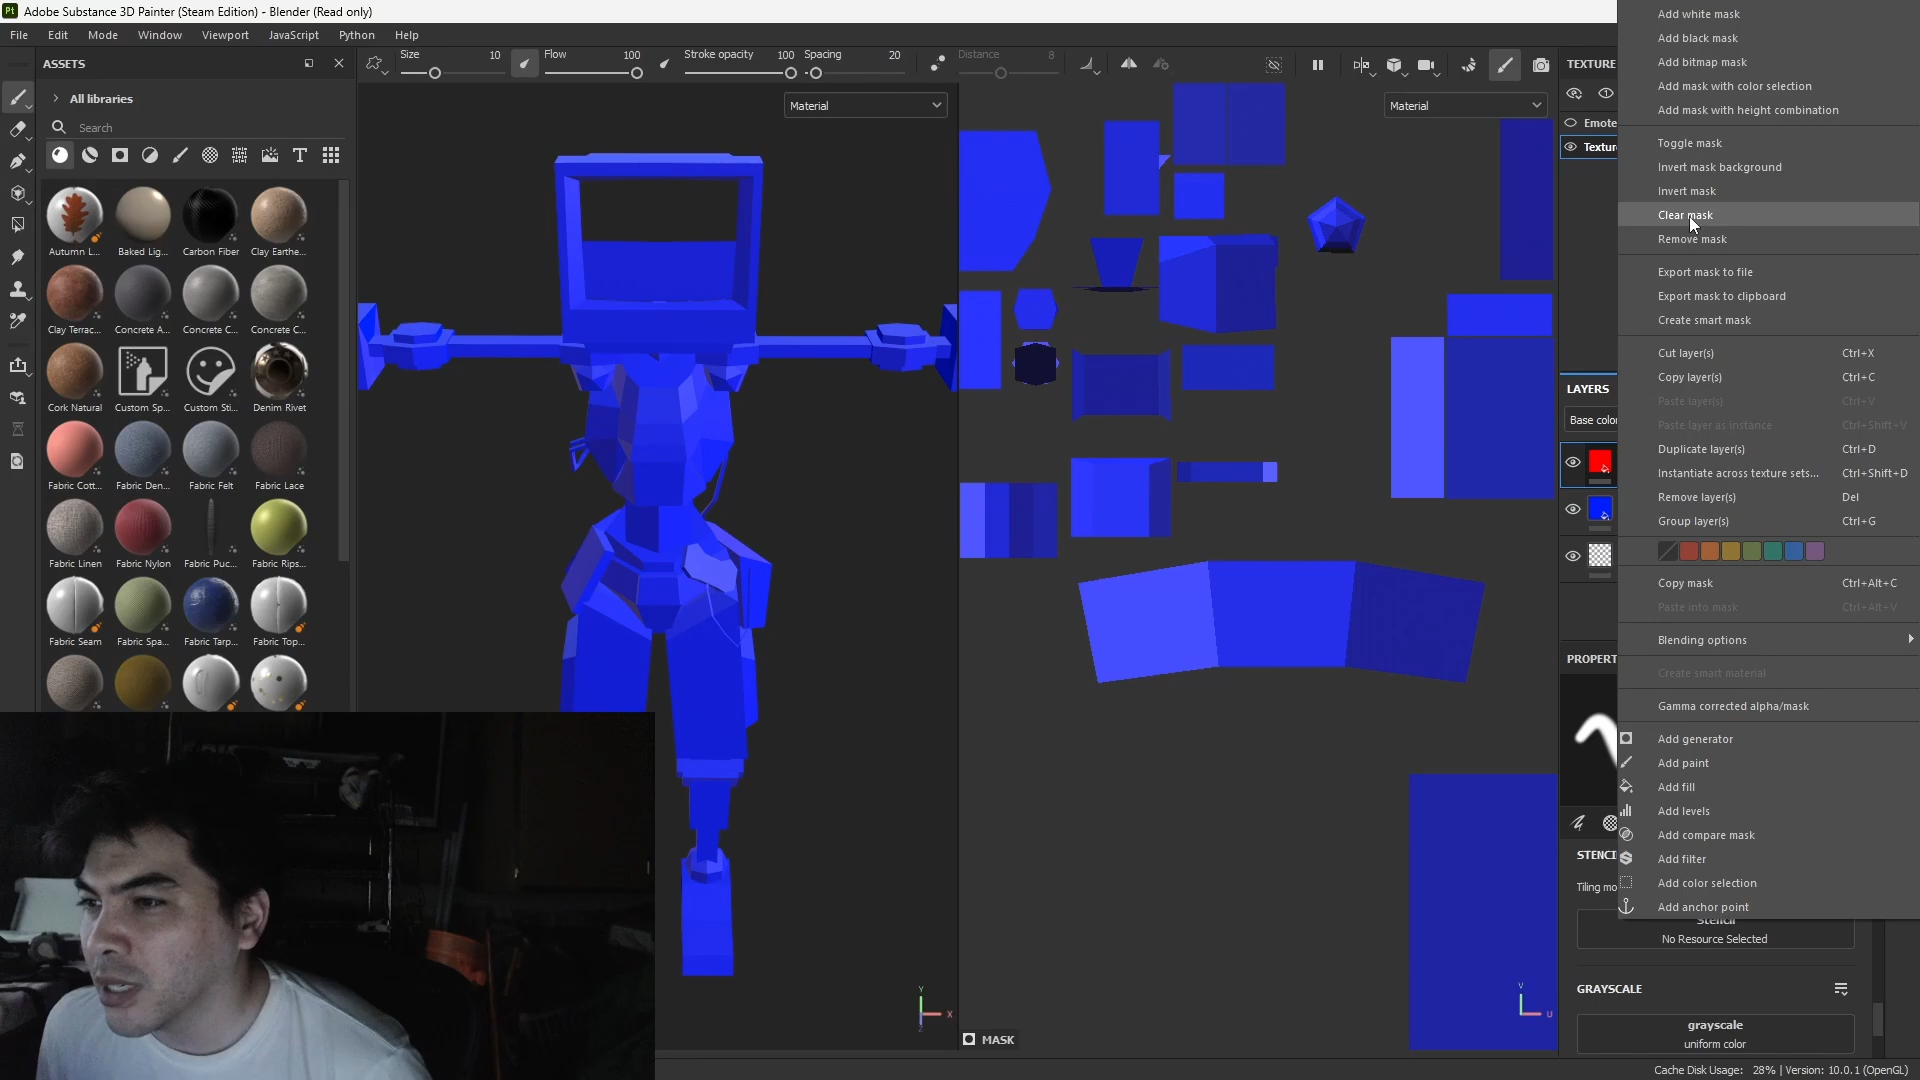 Adobe Substance 3D Painter (Steam Edition) - Blender (Read only)
File Edit Mode Window Viewport JavaScript Python Help
ASSETS
Size 10 Flow 100 Stroke opacity 100 Spacing 20 Distance 8
All libraries
Search
Autumn L... Baked Lig... Carbon Fiber Clay Earthe...
Clay Terrac... Concrete A... Concrete C... Concrete C...
Cork Natural Custom Sp... Custom Sti... Denim Rivet
Fabric Cott... Fabric Den... Fabric Felt Fabric Lace
Fabric Linen Fabric Nylon Fabric Puc... Fabric Rips...
Fabric Seam Fabric Spa... Fabric Tarp... Fabric Top...
Material
Y
X
Z
Material
V
U
MASK
TEXTURE
Emote
Textur
LAYERS
Base color
PROPERT
STENCI
Tiling mo
Stencil
No Resource Selected
GRAYSCALE
grayscale
uniform color
Add white mask
Add black mask
Add bitmap mask
Add mask with color selection
Add mask with height combination
Toggle mask
Invert mask background
Invert mask
Clear mask
Remove mask
Export mask to file
Export mask to clipboard
Create smart mask
Cut layer(s) Ctrl+X
Copy layer(s) Ctrl+C
Paste layer(s) Ctrl+V
Paste layer as instance Ctrl+Shift+V
Duplicate layer(s) Ctrl+D
Instantiate across texture sets... Ctrl+Shift+D
Remove layer(s) Del
Group layer(s) Ctrl+G
Copy mask Ctrl+Alt+C
Paste into mask Ctrl+Alt+V
Blending options
Create smart material
Gamma corrected alpha/mask
Add generator
Add paint
Add fill
Add levels
Add compare mask
Add filter
Add color selection
Add anchor point
Cache Disk Usage: 28% | Version: 10.0.1 (OpenGL)